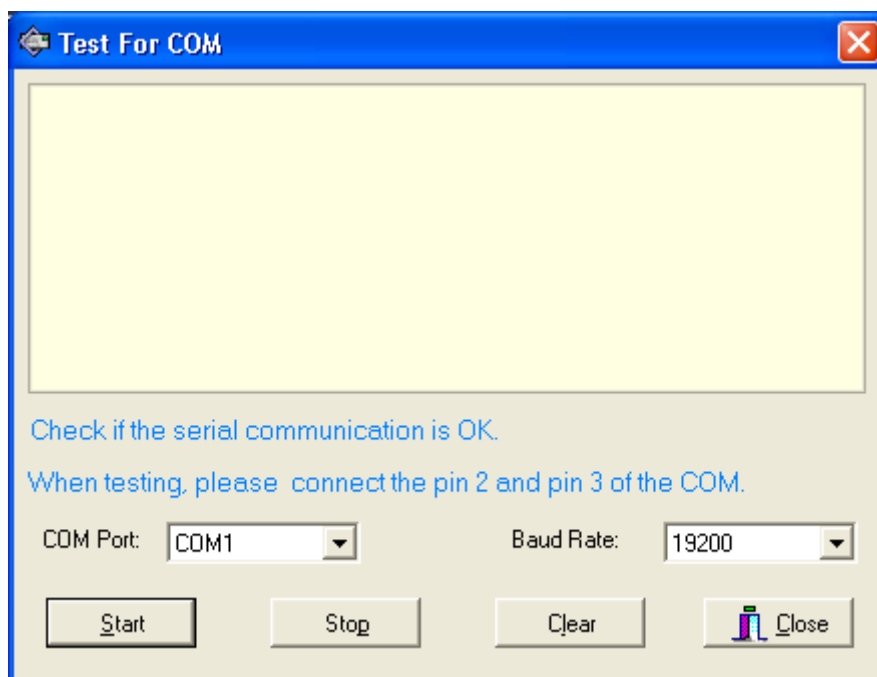 Test For COM
Check if the serial communication is OK.
When testing, please connect the pin 2 and pin 3 of the COM.
COM Port: COM1 Baud Rate: 19200
Start Stop Clear Close